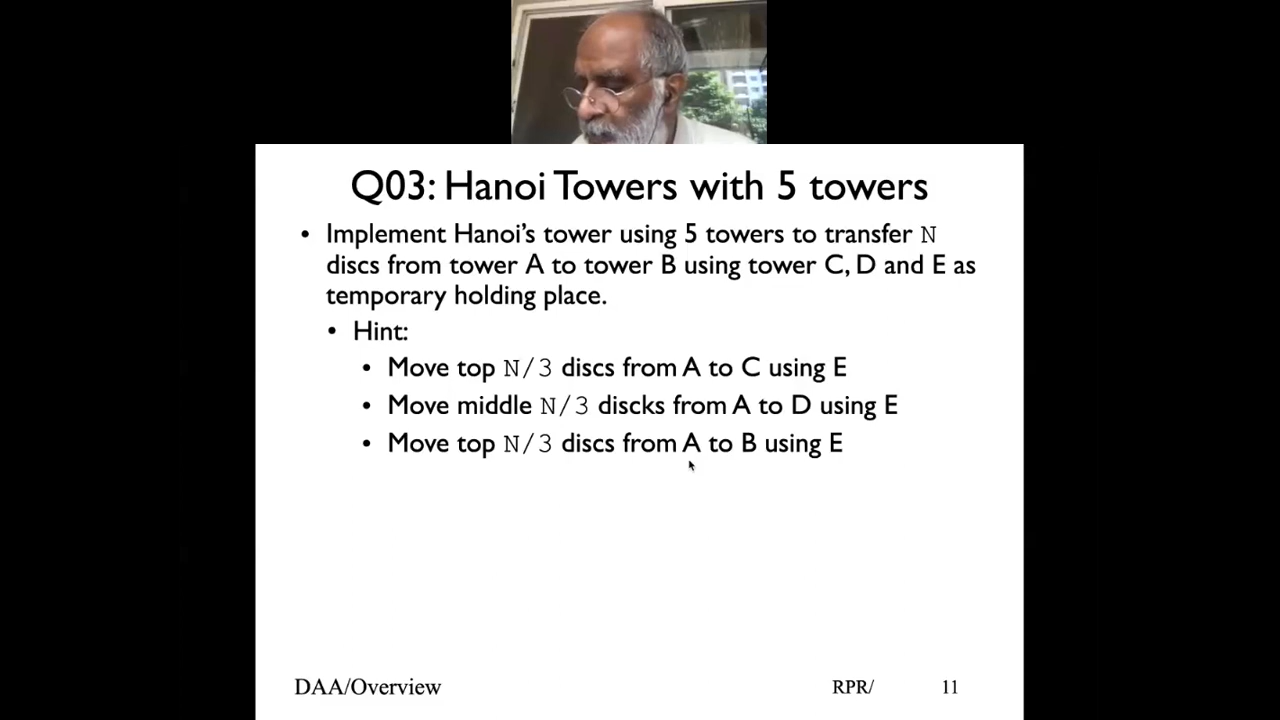 Q03: Hanoi Towers with 5 towers
• Implement Hanoi’s tower using 5 towers to transfer N
discs from tower A to tower B using tower C, D and E as
temporary holding place.
• Hint:
• Move top N/3 discs from A to C using E
• Move middle N/3 discks from A to D using E
• Move top N/3 discs from A to B using E
DAA/Overview RPR/ 11